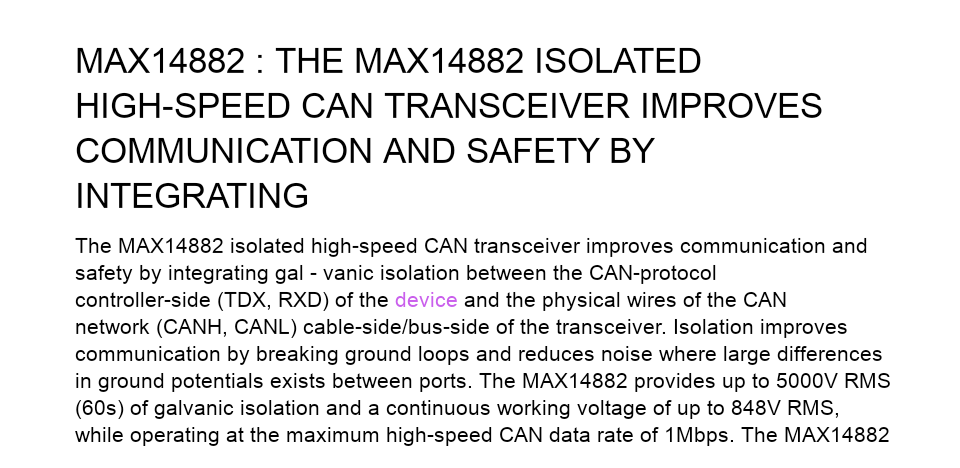 MAX14882 : THE MAX14882 ISOLATED
HIGH-SPEED CAN TRANSCEIVER IMPROVES
COMMUNICATION AND SAFETY BY
INTEGRATING
The MAX14882 isolated high-speed CAN transceiver improves communication and
safety by integrating gal - vanic isolation between the CAN-protocol
controller-side (TDX, RXD) of the device and the physical wires of the CAN
network (CANH, CANL) cable-side/bus-side of the transceiver. Isolation improves
communication by breaking ground loops and reduces noise where large differences
in ground potentials exists between ports. The MAX14882 provides up to 5000V RMS
(60s) of galvanic isolation and a continuous working voltage of up to 848V RMS,
while operating at the maximum high-speed CAN data rate of 1Mbps. The MAX14882